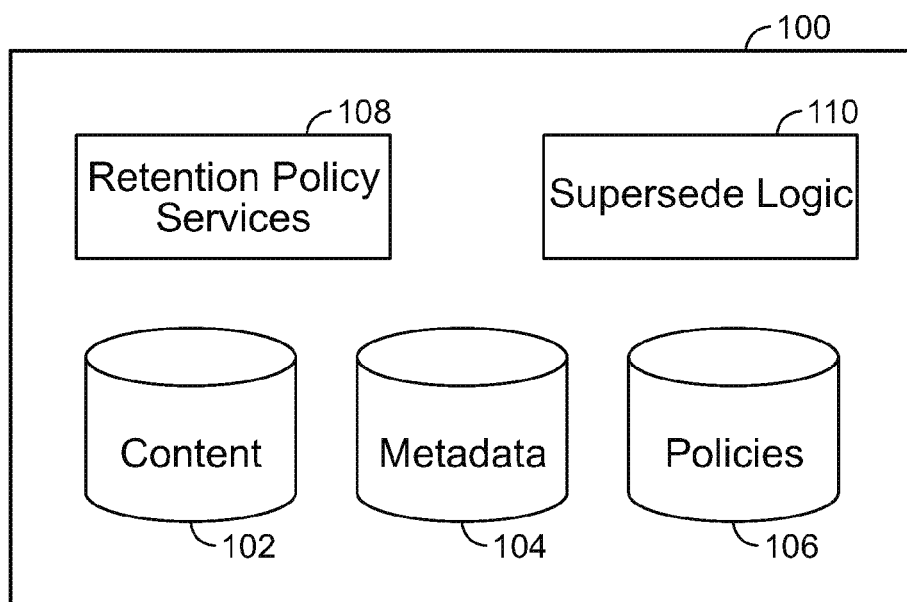 100
108
110
Retention Policy
Services
Supersede Logic
Content
Metadata
Policies
102
104
106